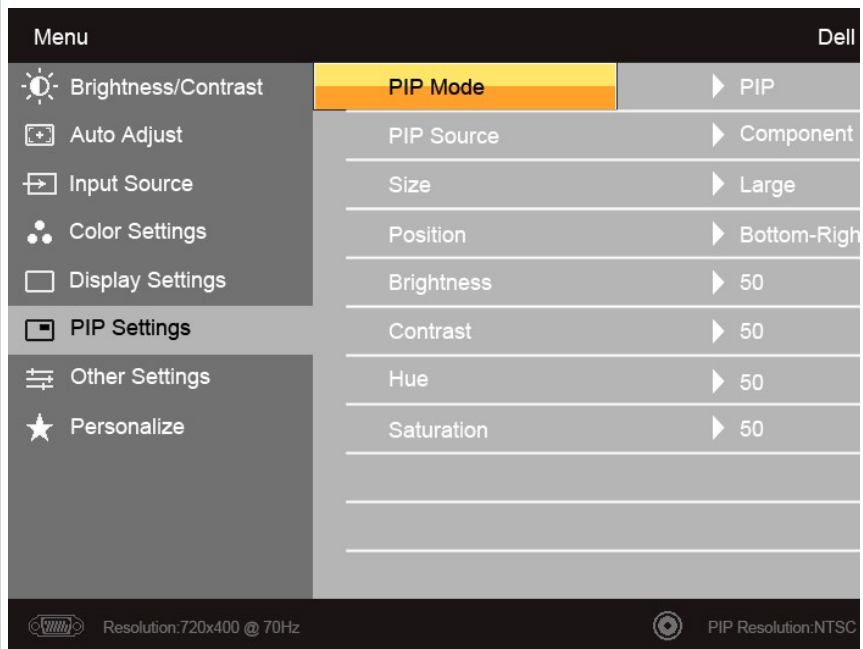 Menu Dell
Brightness/Contrast PIP Mode PIP
Auto Adjust PIP Source Component
Input Source Size Large
Color Settings Position Bottom-Righ
Display Settings Brightness 50
PIP Settings Contrast 50
Other Settings Hue 50
Personalize Saturation 50
Resolution:720x400 @ 70Hz PIP Resolution:NTSC